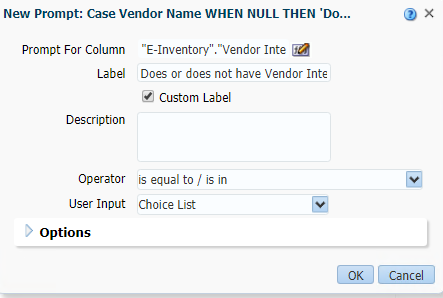 New Prompt: Case Vendor Name WHEN NULL THEN 'Do...
Prompt For Column "E-Inventory"."Vendor Inte
Label Does or does not have Vendor Inte
Custom Label
Description
Operator is equal to / is in
User Input Choice List
Options
OK Cancel